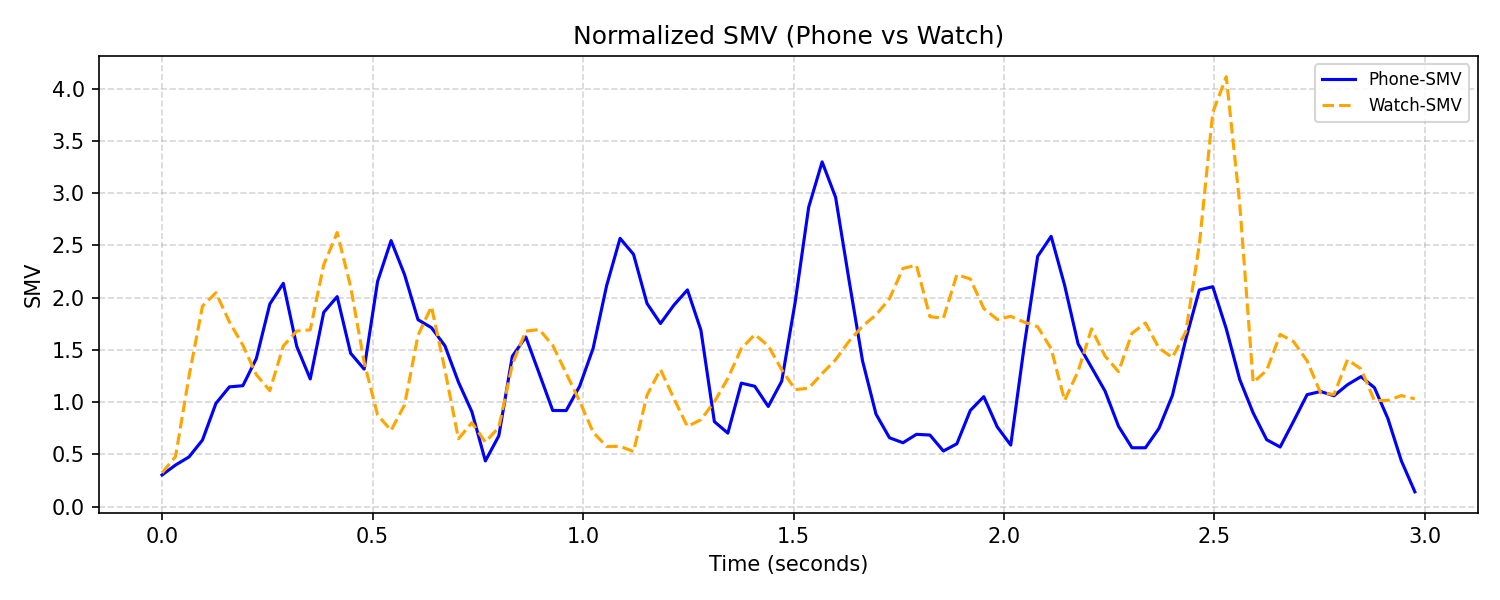 Normalized SMV (Phone vs Watch)
Phone-SMV
Watch-SMV
4.0
3.5
3.0
2.5
2.0
1.5
1.0
0.5
0.0
SMV
0.0 0.5 1.0 1.5 2.0 2.5 3.0
Time (seconds)